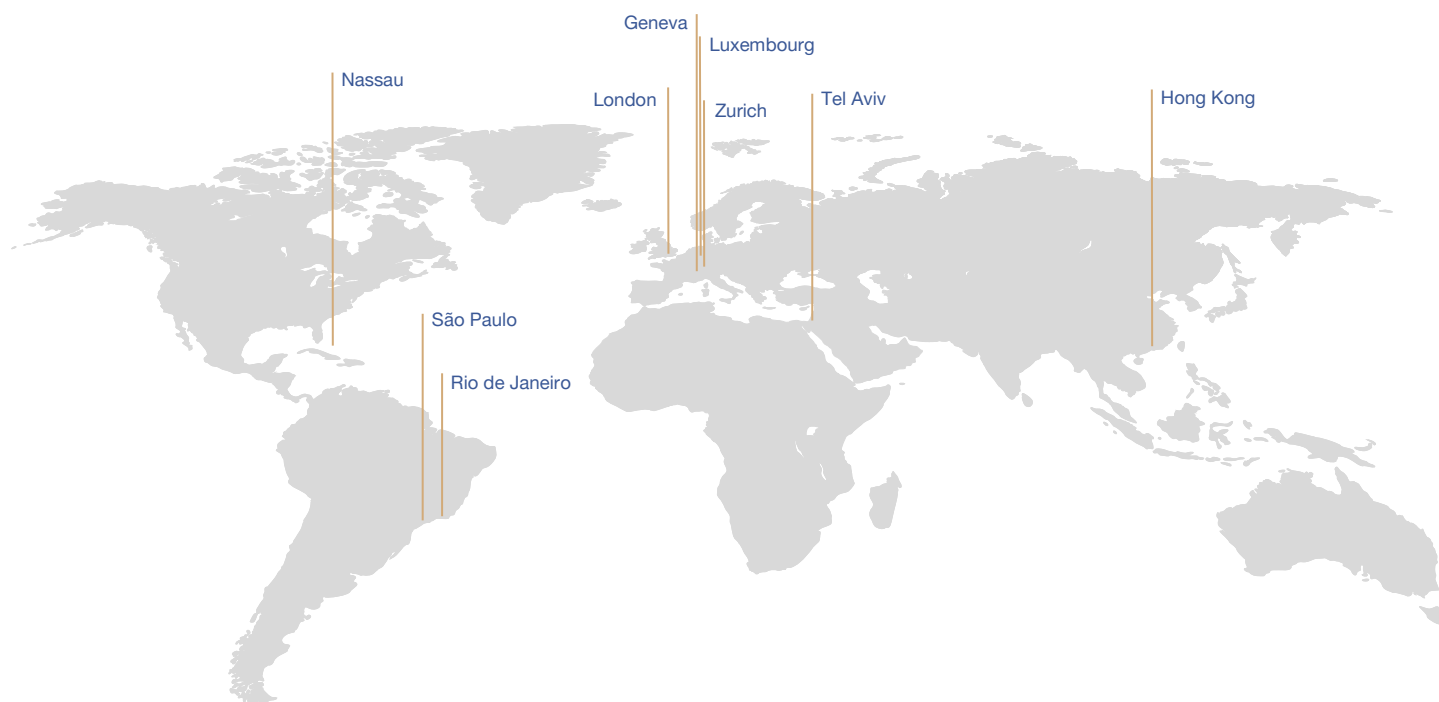 Geneva
Luxembourg
Nassau
London
Zurich
Tel Aviv
Hong Kong
São Paulo
Rio de Janeiro